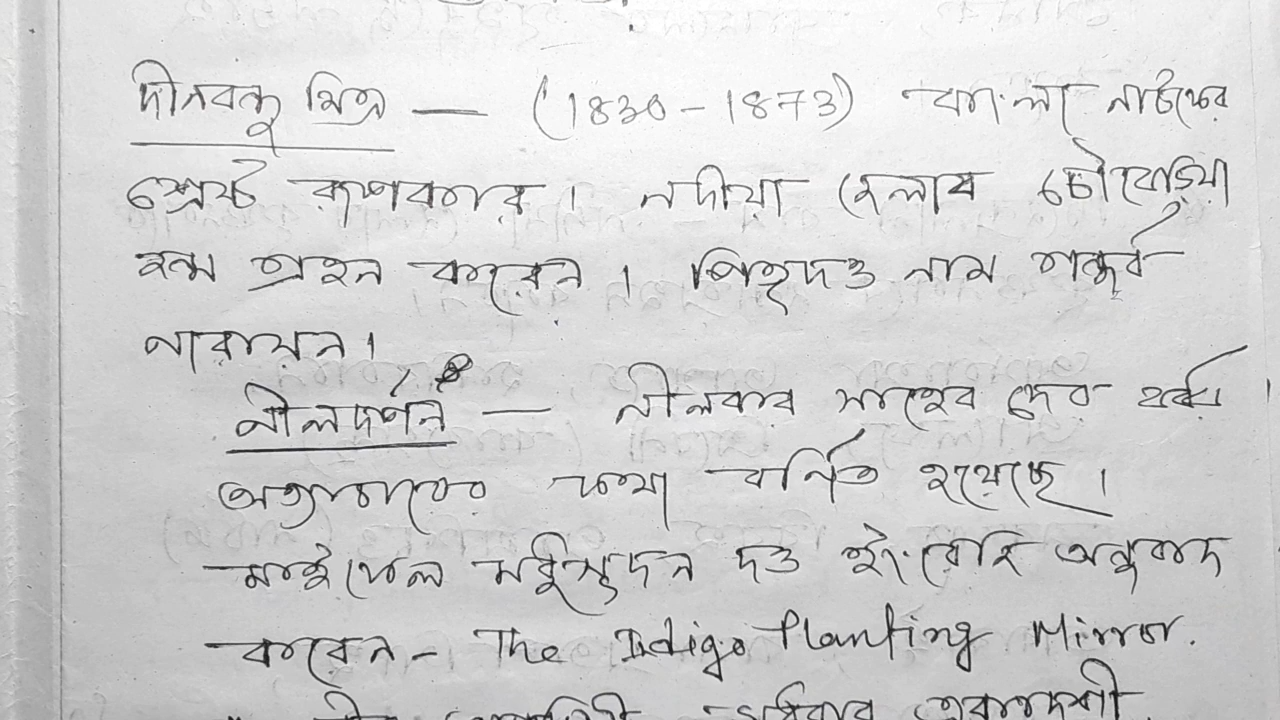 দীনবন্ধু মিত্র — (1830 - 1873) বাংলা নাটকের
শ্রেষ্ট রূপকার। নদীয়া জেলার চৌবেড়িয়া
জন্ম গ্রহন করেন। পিতৃদত্ত নাম গন্ধর্ব
নারায়ন।
নীলদর্পন — নীলকর সাহেব দের
অত্যাচারের কথা বর্নিত হয়েছে।
মাইকেল মধুসূদন দত্ত ইংরেজি অনুবাদ
করেন - The Indigo Planting Mirror.